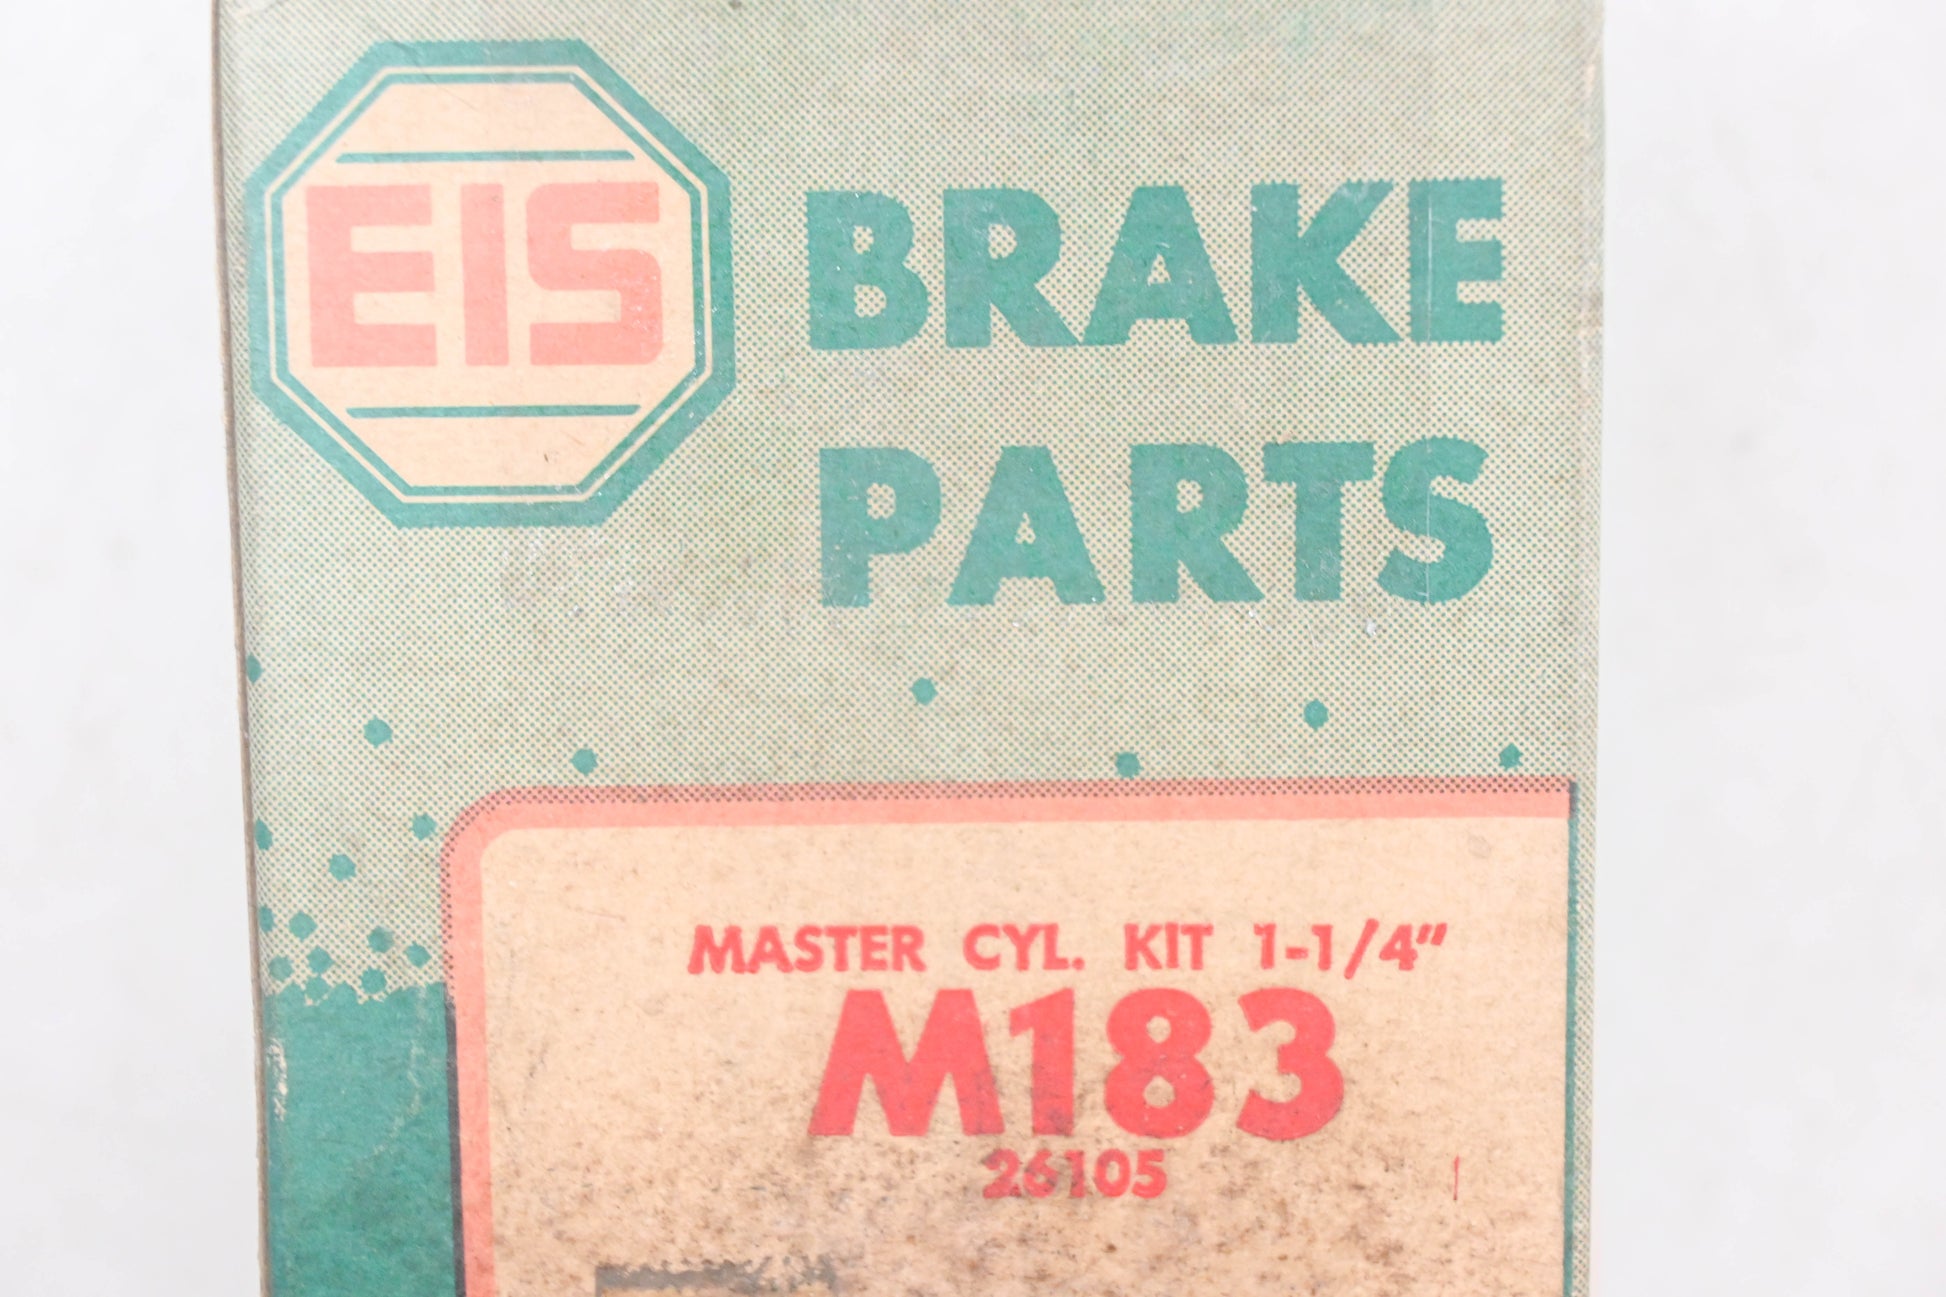 EIS
BRAKE
PARTS
MASTER CYL. KIT 1-1/4"
M183
26105